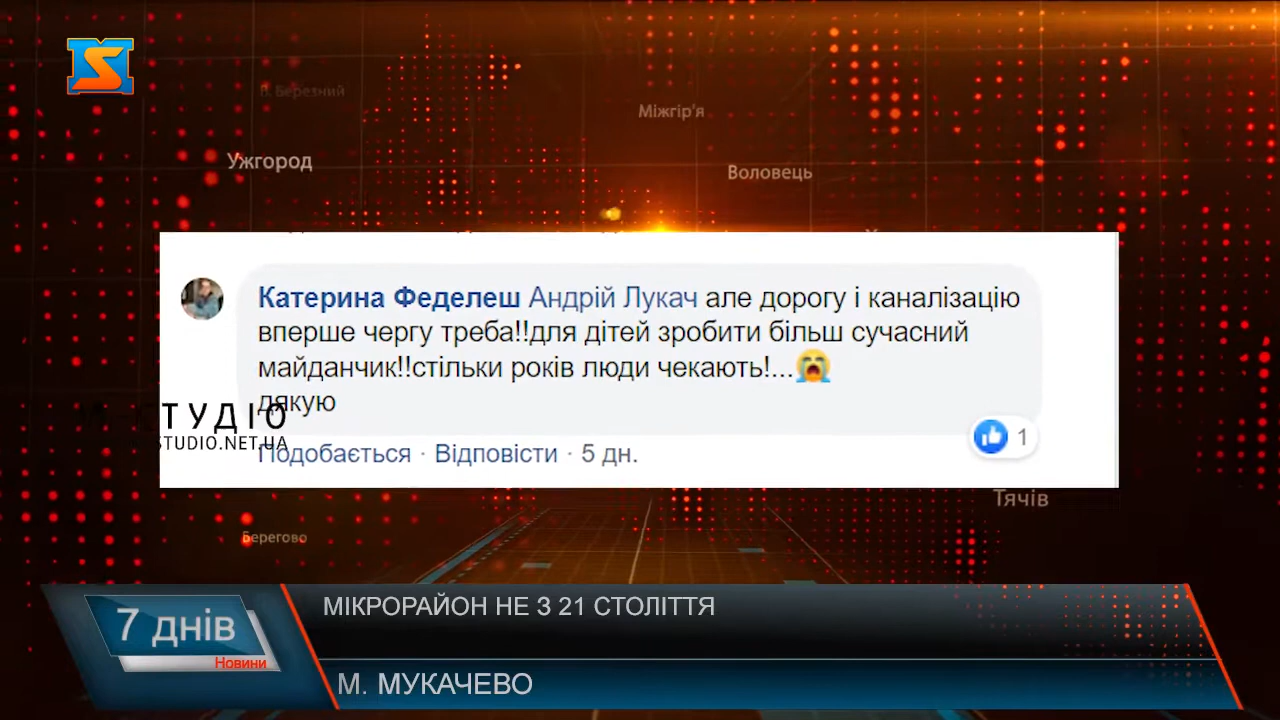 В. Березний
Міжгір'я
Ужгород
Воловець
Катерина Феделеш Андрій Лукач але дорогу і каналізацію
вперше чергу треба!!для дітей зробити більш сучасний
майданчик!!стільки років люди чекають!...😭
дякую
СТУДІО
STUDIO.NET.UA
Подобається · Відповісти · 5 дн.
1
Тячів
Берегово
7 днів
Новини
МІКРОРАЙОН НЕ З 21 СТОЛІТТЯ
М. МУКАЧЕВО